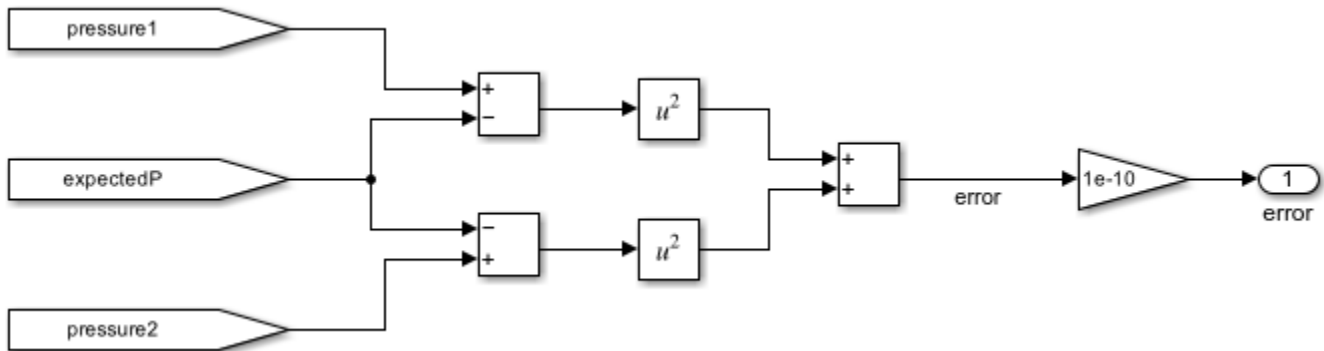 pressure1
+
−
u²
expectedP
+
+
error
1e-10
1
error
−
+
u²
pressure2